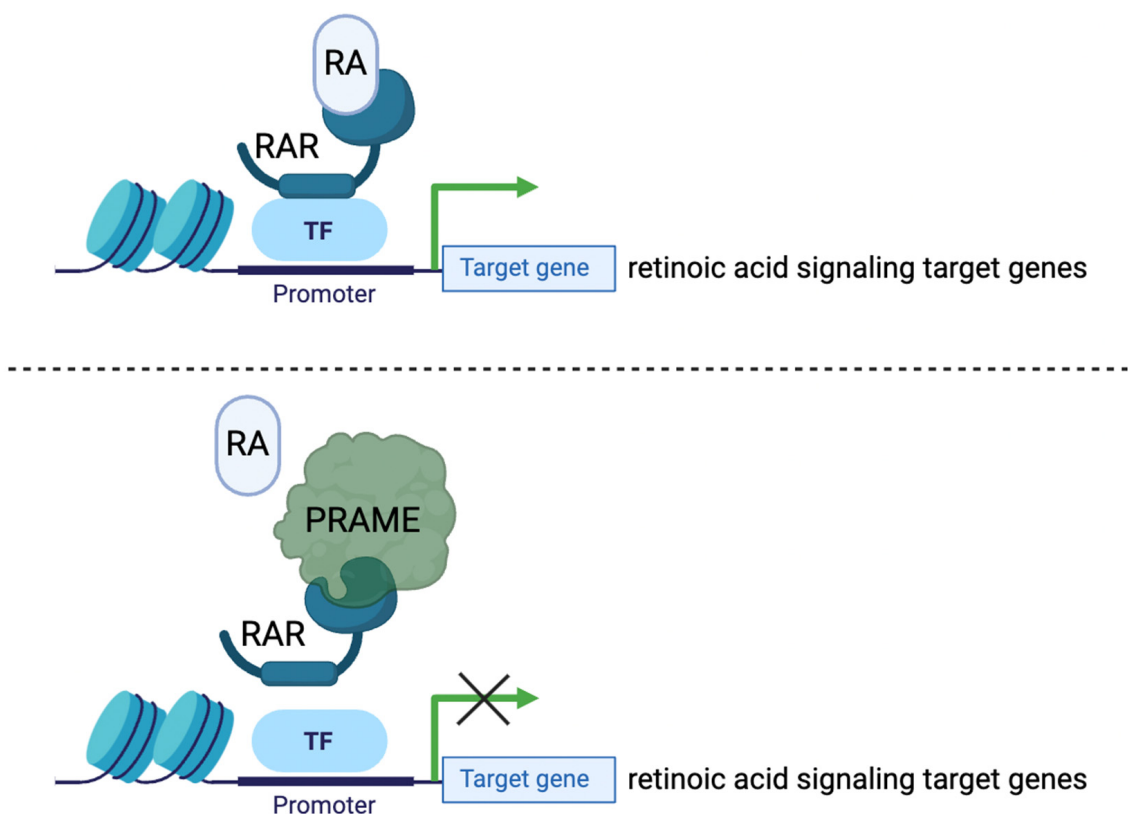 RA
RAR
TF
Target gene
retinoic acid signaling target genes
Promoter
RA
PRAME
RAR
TF
Target gene
retinoic acid signaling target genes
Promoter